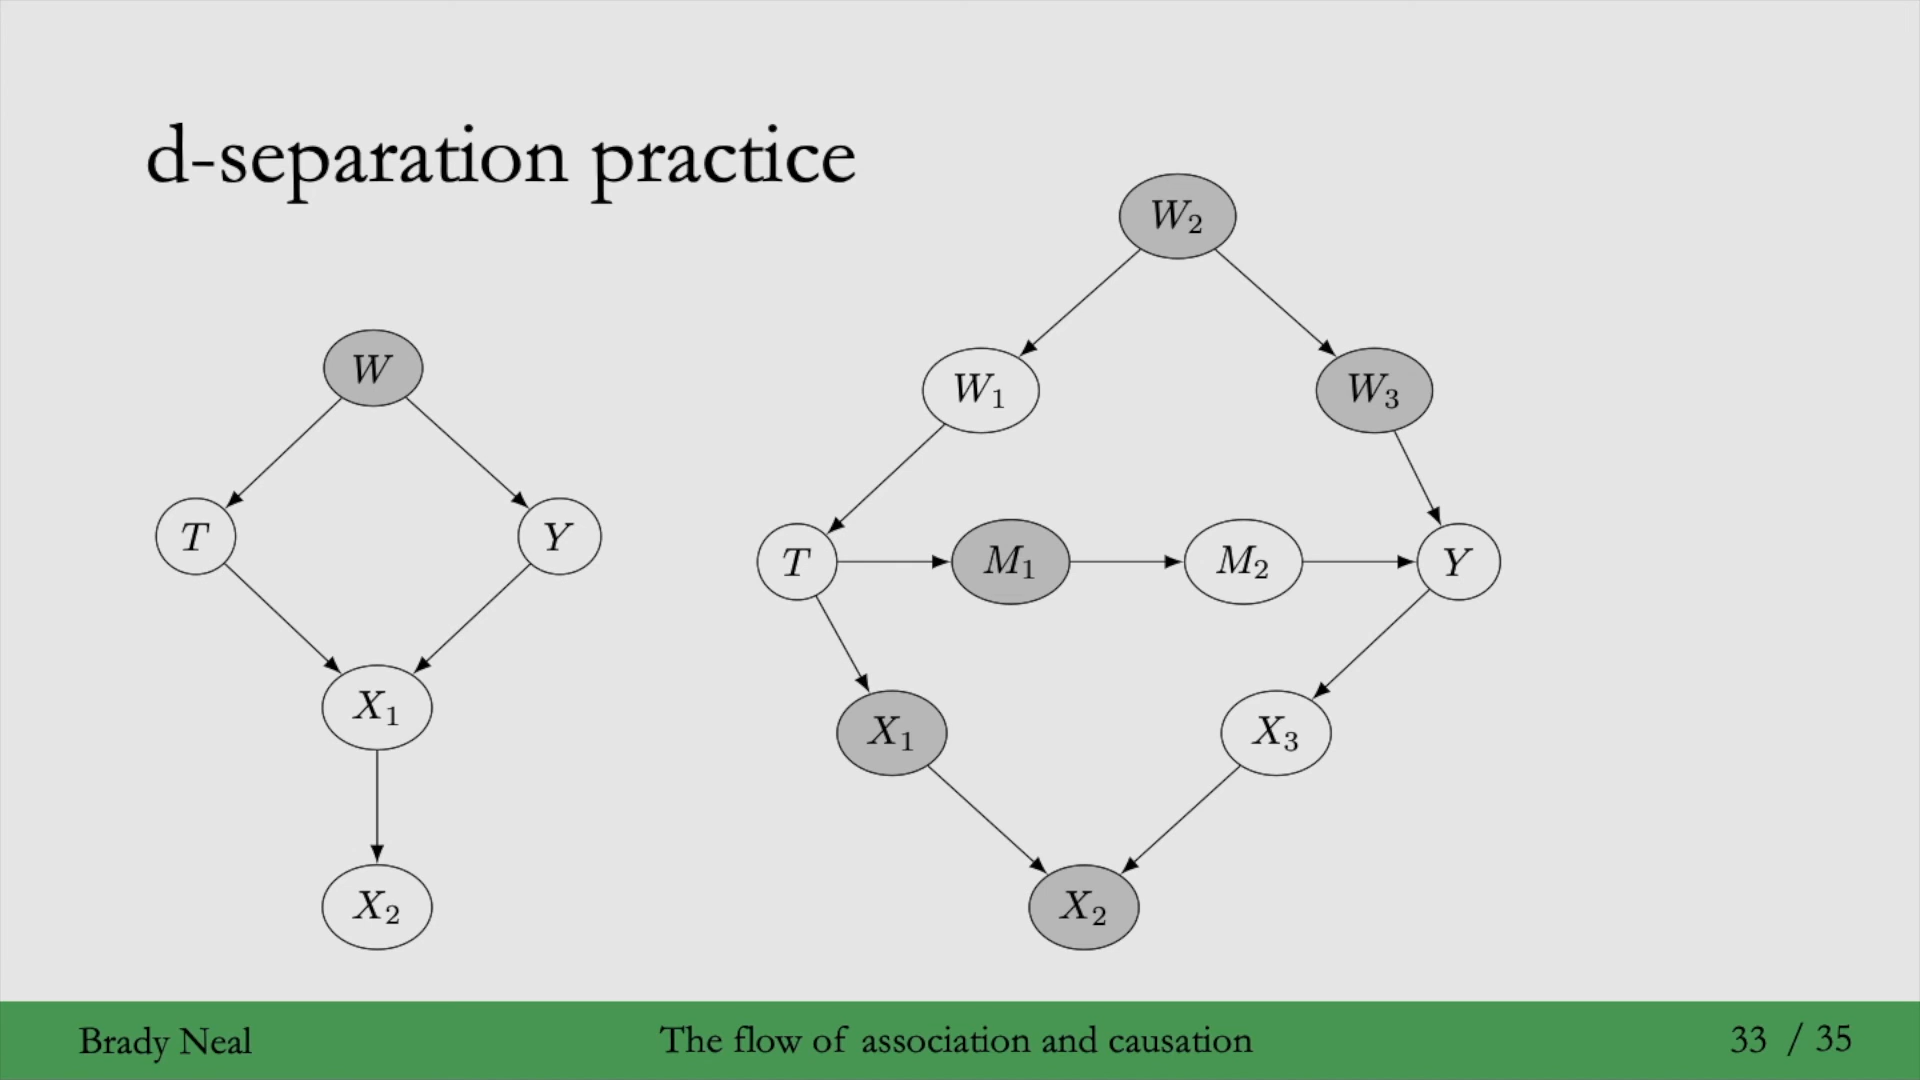 d-separation practice
W₂
W
W₁
W₃
T
Y
T
M₁
M₂
Y
X₁
X₁
X₃
X₂
X₂
Brady Neal
The flow of association and causation
33 / 35